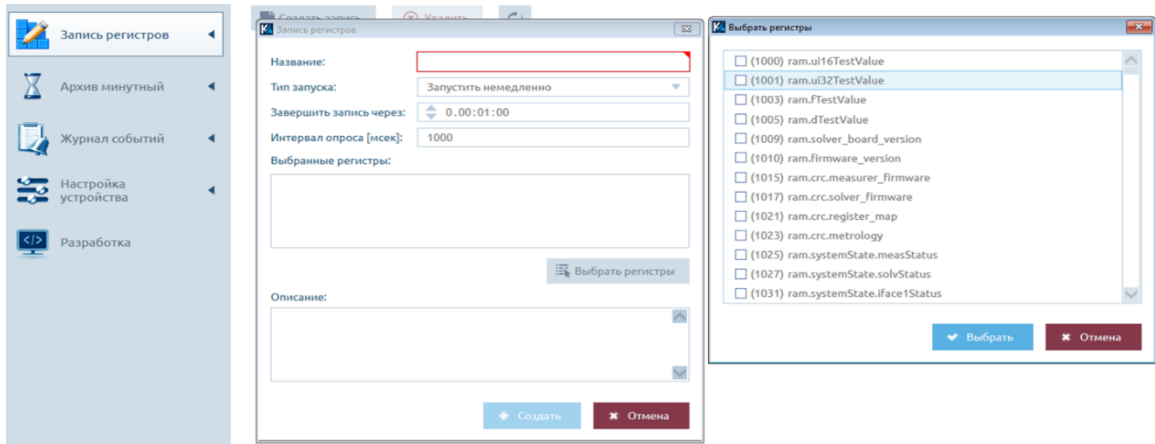 Запись регистров
Архив минутный
Журнал событий
Настройка
устройства
Разработка
Создать запись
Удалить
Запись регистров
Название:
Тип запуска:
Запустить немедленно
Завершить запись через:
0.00:01:00
Интервал опроса [мсек]:
1000
Выбранные регистры:
Выбрать регистры
Описание:
Создать
Отмена
Выбрать регистры
(1000) ram.ui16TestValue
(1001) ram.ui32TestValue
(1003) ram.fTestValue
(1005) ram.dTestValue
(1009) ram.solver_board_version
(1010) ram.firmware_version
(1015) ram.crc.measurer_firmware
(1017) ram.crc.solver_firmware
(1021) ram.crc.register_map
(1023) ram.crc.metrology
(1025) ram.systemState.measStatus
(1027) ram.systemState.solvStatus
(1031) ram.systemState.iface1Status
Выбрать
Отмена